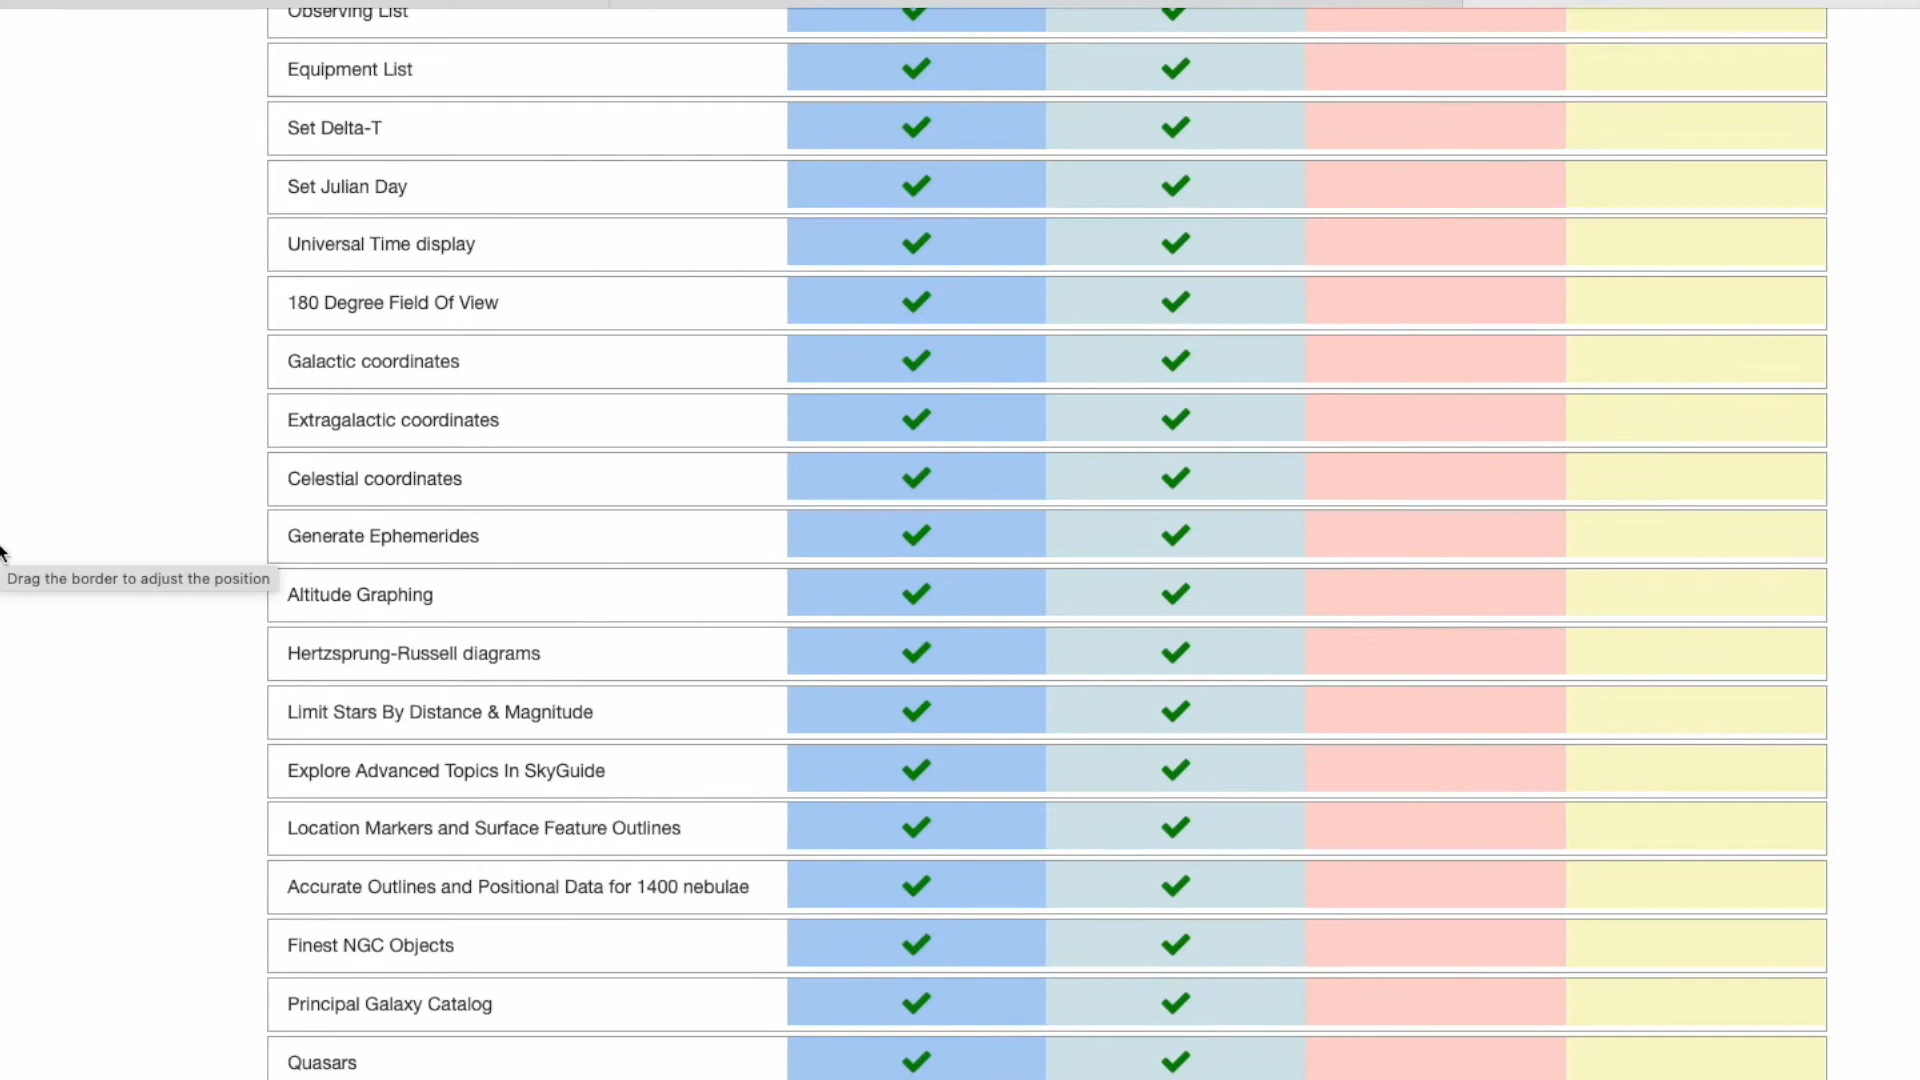 Observing List
Equipment List
Set Delta-T
Set Julian Day
Universal Time display
180 Degree Field Of View
Galactic coordinates
Extragalactic coordinates
Celestial coordinates
Generate Ephemerides
Drag the border to adjust the position
Altitude Graphing
Hertzsprung-Russell diagrams
Limit Stars By Distance & Magnitude
Explore Advanced Topics In SkyGuide
Location Markers and Surface Feature Outlines
Accurate Outlines and Positional Data for 1400 nebulae
Finest NGC Objects
Principal Galaxy Catalog
Quasars